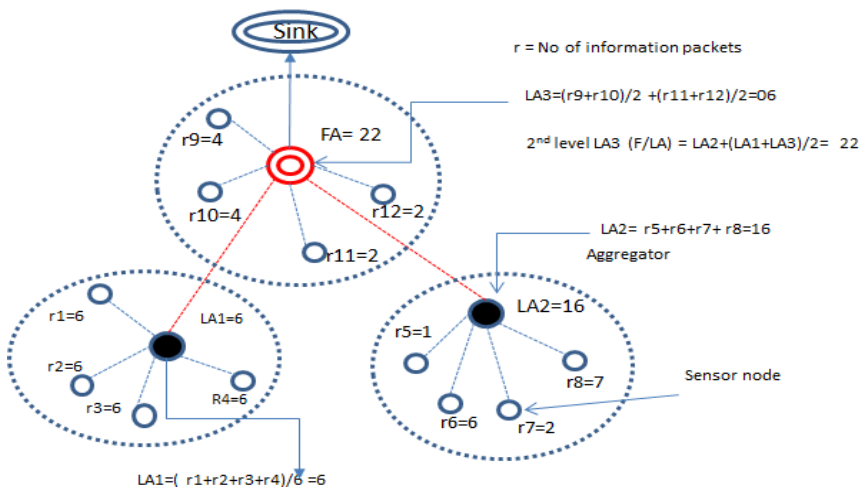 Sink
r = No of information packets
LA3=(r9+r10)/2 +(r11+r12)/2=06
2nd level LA3 (F/LA) = LA2+(LA1+LA3)/2= 22
FA= 22
r9=4
r10=4
r12=2
r11=2
LA2= r5+r6+r7+ r8=16
Aggregator
r1=6
LA1=6
r2=6
r3=6
R4=6
LA2=16
r5=1
r8=7
r6=6
r7=2
Sensor node
LA1=( r1+r2+r3+r4)/6 =6